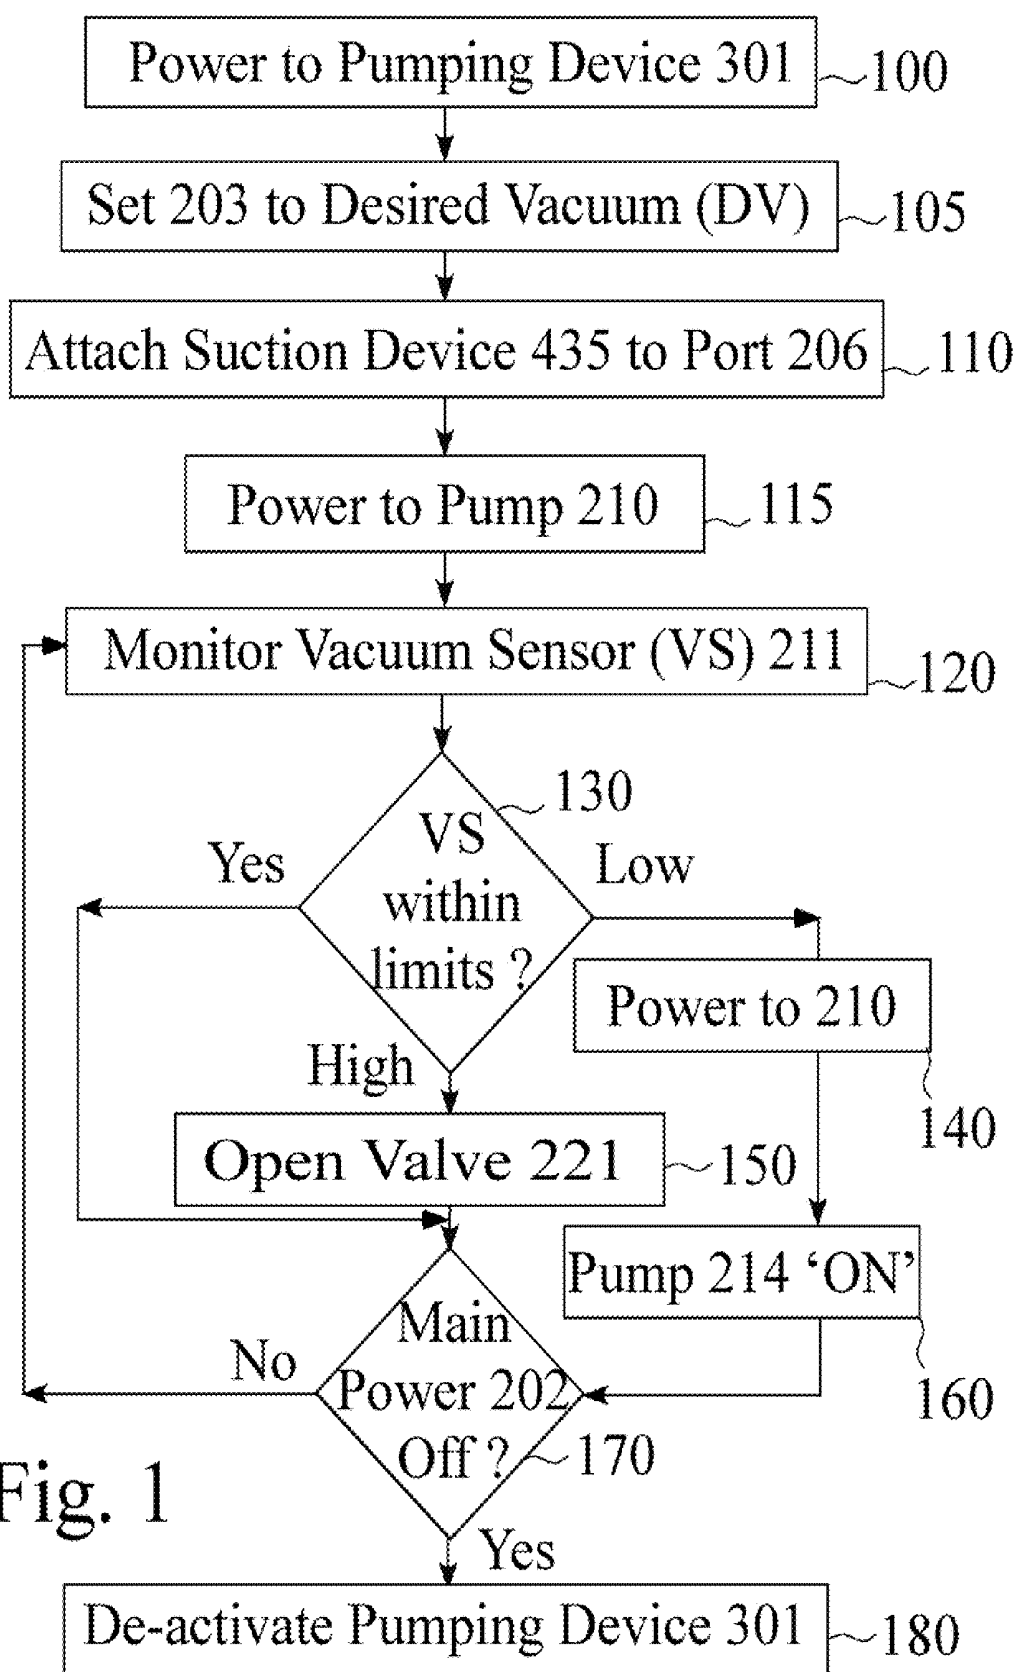 Power to Pumping Device 301
100
Set 203 to Desired Vacuum (DV)
105
Attach Suction Device 435 to Port 206
110
Power to Pump 210
115
Monitor Vacuum Sensor (VS) 211
120
130
VS
within
limits ?
Yes
Low
High
Power to 210
140
Open Valve 221
150
Pump 214 ‘ON’
160
Main
Power 202
Off ?
170
No
Yes
Fig. 1
De-activate Pumping Device 301
180